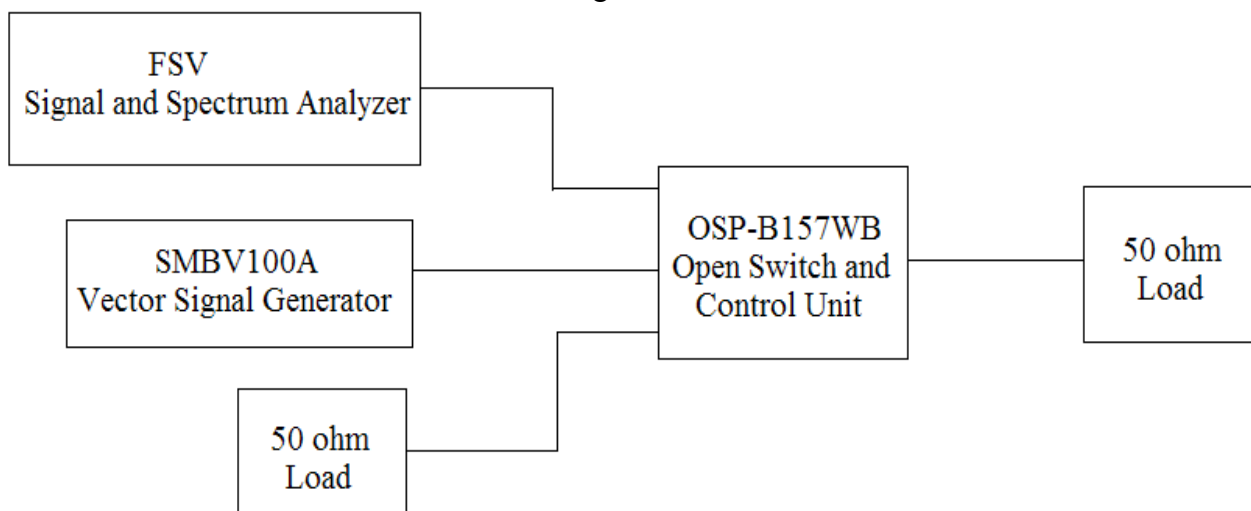 FSV
Signal and Spectrum Analyzer
SMBV100A
Vector Signal Generator
50 ohm
Load
OSP-B157WB
Open Switch and
Control Unit
50 ohm
Load